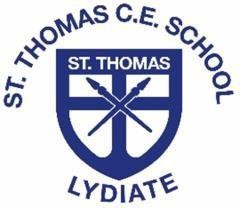 ST. THOMAS C.E. SCHOOL
ST. THOMAS
LYDIATE